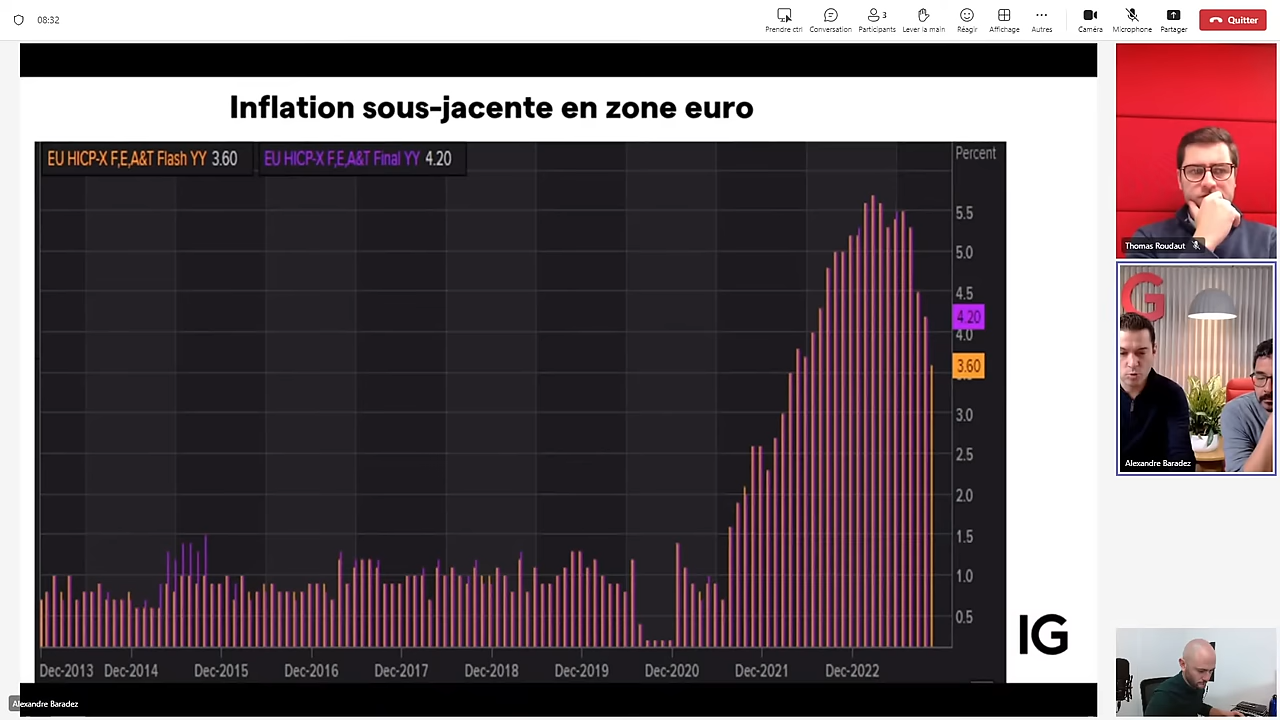 08:32
Prendre ctrl
Conversation
3
Participants
Lever la main
Réagir
Affichage
Autres
Caméra
Microphone
Partager
Quitter
Inflation sous-jacente en zone euro
EU HICP-X F,E,A&T Flash YY 3.60
EU HICP-X F,E,A&T Final YY 4.20
Percent
5.5
5.0
4.5
4.20
4.0
3.60
3.0
2.5
2.0
1.5
1.0
0.5
Dec-2013 Dec-2014 Dec-2015 Dec-2016 Dec-2017 Dec-2018 Dec-2019 Dec-2020 Dec-2021 Dec-2022
IG
Thomas Roudaut
G
Alexandre Baradez
Alexandre Baradez